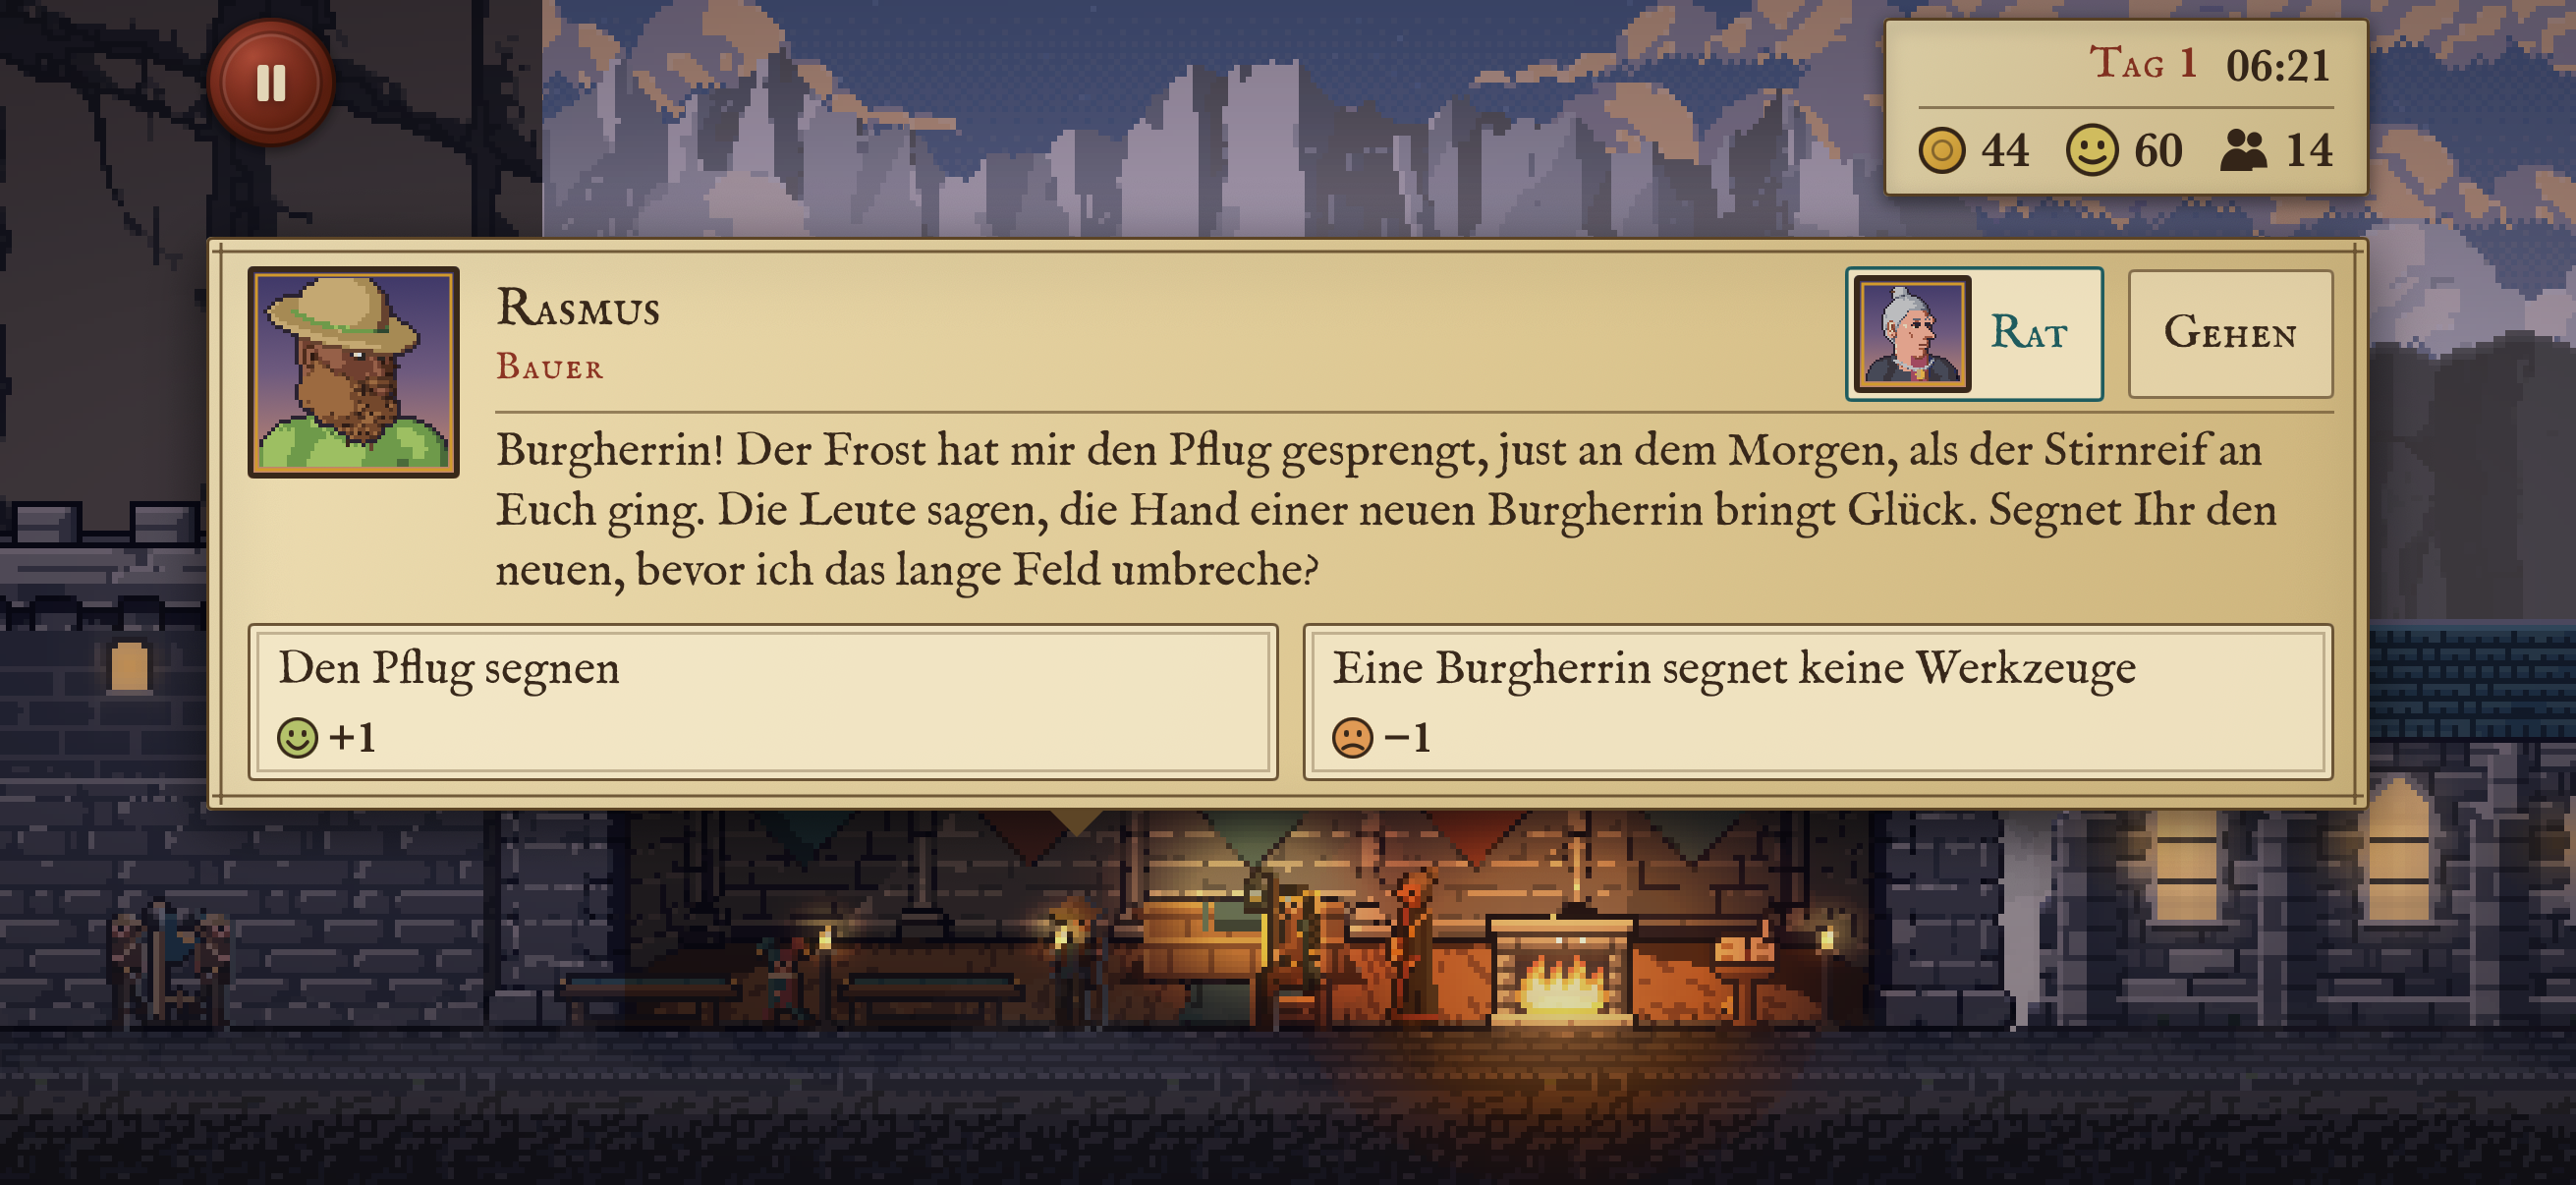 Tag 1 06:21
44 60 14
Rasmus
Bauer
Rat
Gehen
Burgherrin! Der Frost hat mir den Pflug gesprengt, just an dem Morgen, als der Stirnreif an
Euch ging. Die Leute sagen, die Hand einer neuen Burgherrin bringt Glück. Segnet Ihr den
neuen, bevor ich das lange Feld umbreche?
Den Pflug segnen
+1
Eine Burgherrin segnet keine Werkzeuge
−1